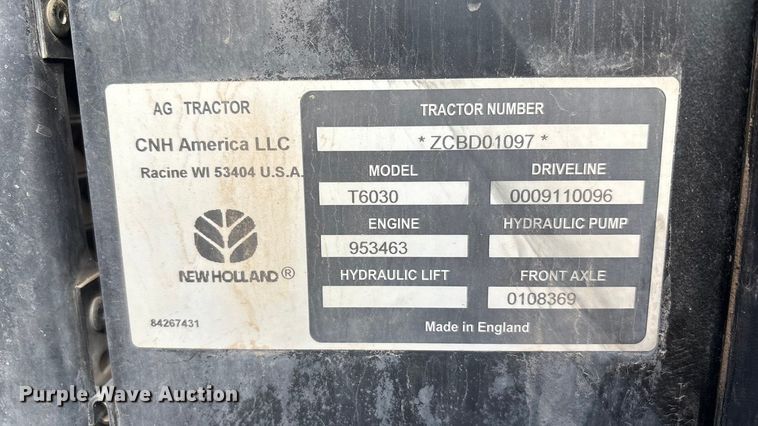 AG TRACTOR
CNH America LLC
Racine WI 53404 U.S.A.
NEW HOLLAND®
84267431
TRACTOR NUMBER
* ZCBD01097 *
MODEL DRIVELINE
T6030 0009110096
ENGINE HYDRAULIC PUMP
953463
HYDRAULIC LIFT FRONT AXLE
0108369
Made in England
Purple Wave Auction